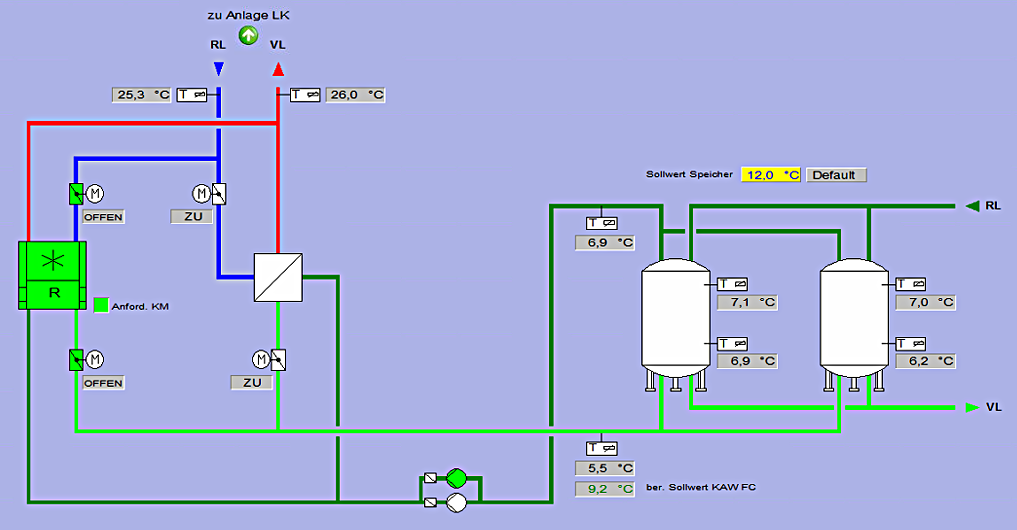 zu Anlage LK
RL VL
25,3 °C T T 26,0 °C
Sollwert Speicher 12,0 °C Default
M M
OFFEN ZU
RL
T
6,9 °C
R
Anford. KM
T T
7,1 °C 7,0 °C
T T
M M
6,9 °C 6,2 °C
OFFEN ZU
VL
T
5,5 °C
9,2 °C ber. Sollwert KAW FC